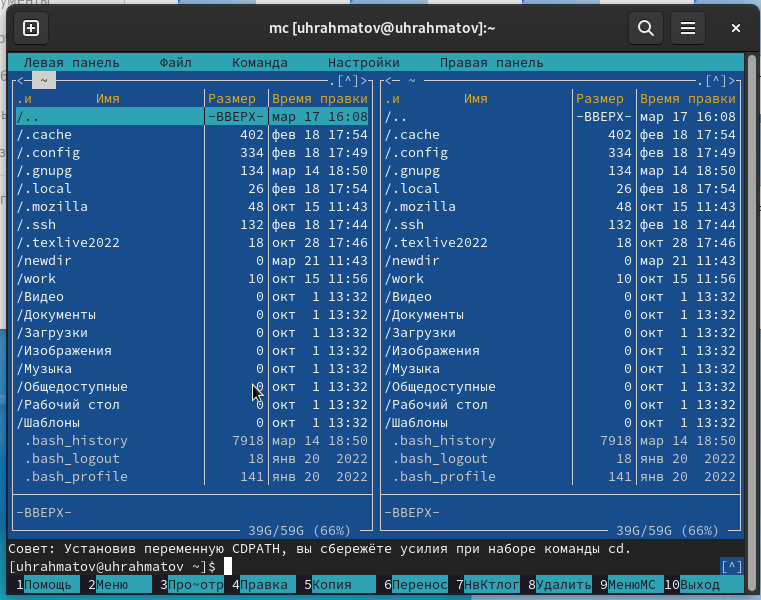 mc [uhrahmatov@uhrahmatov]:~
Левая панель Файл Команда Настройки Правая панель
<─ ~ .[^]> <─ ~ .[^]>
.и Имя Размер Время правки .и Имя Размер Время правки
/.. -ВВЕРХ- мар 17 16:08 /.. -ВВЕРХ- мар 17 16:08
/.cache 402 фев 18 17:54 /.cache 402 фев 18 17:54
/.config 334 фев 18 17:49 /.config 334 фев 18 17:49
/.gnupg 134 мар 14 18:50 /.gnupg 134 мар 14 18:50
/.local 26 фев 18 17:54 /.local 26 фев 18 17:54
/.mozilla 48 окт 15 11:43 /.mozilla 48 окт 15 11:43
/.ssh 132 фев 18 17:44 /.ssh 132 фев 18 17:44
/.texlive2022 18 окт 28 17:46 /.texlive2022 18 окт 28 17:46
/newdir 0 мар 21 11:43 /newdir 0 мар 21 11:43
/work 10 окт 15 11:56 /work 10 окт 15 11:56
/Видео 0 окт 1 13:32 /Видео 0 окт 1 13:32
/Документы 0 окт 1 13:32 /Документы 0 окт 1 13:32
/Загрузки 0 окт 1 13:32 /Загрузки 0 окт 1 13:32
/Изображения 0 окт 1 13:32 /Изображения 0 окт 1 13:32
/Музыка 0 окт 1 13:32 /Музыка 0 окт 1 13:32
/Общедоступные 0 окт 1 13:32 /Общедоступные 0 окт 1 13:32
/Рабочий стол 0 окт 1 13:32 /Рабочий стол 0 окт 1 13:32
/Шаблоны 0 окт 1 13:32 /Шаблоны 0 окт 1 13:32
.bash_history 7918 мар 14 18:50 .bash_history 7918 мар 14 18:50
.bash_logout 18 янв 20 2022 .bash_logout 18 янв 20 2022
.bash_profile 141 янв 20 2022 .bash_profile 141 янв 20 2022
-ВВЕРХ- -ВВЕРХ-
39G/59G (66%) 39G/59G (66%)
Совет: Установив переменную CDPATH, вы сбережёте усилия при наборе команды cd.
[uhrahmatov@uhrahmatov ~]$ [^]
1Помощь 2Меню 3Про~отр 4Правка 5Копия 6Перенос 7НвКтлог 8Удалить 9МенюМС 10Выход